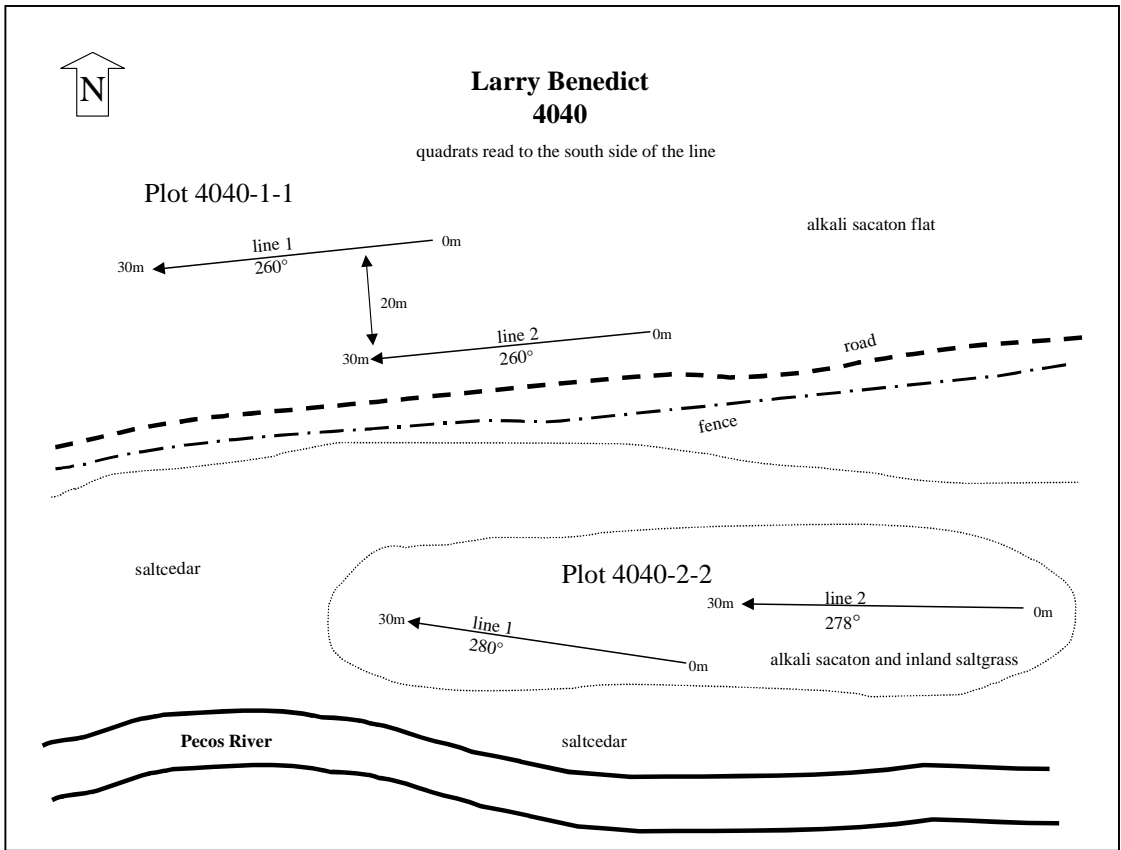 N
Larry Benedict
4040
quadrats read to the south side of the line
Plot 4040-1-1
alkali sacaton flat
0m
line 1
30m
260°
20m
line 2
0m
30m
260°
road
fence
saltcedar
Plot 4040-2-2
30m
line 2
0m
278°
30m
line 1
280°
0m
alkali sacaton and inland saltgrass
Pecos River
saltcedar